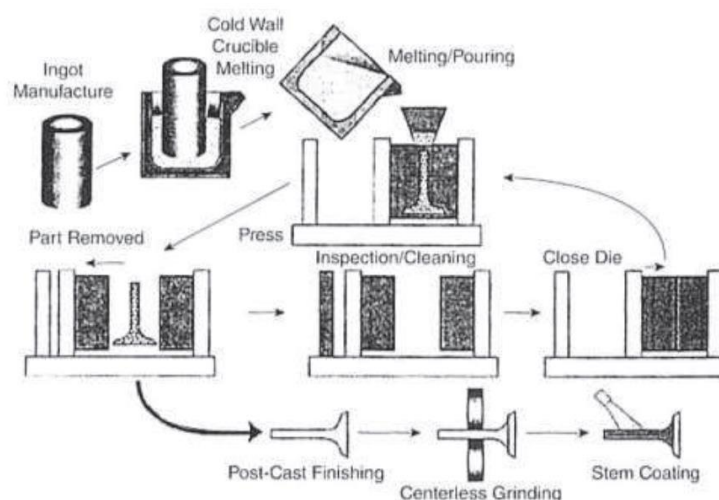 Ingot
Manufacture
Cold Wall
Crucible
Melting
Melting/Pouring
Press
Part Removed
Inspection/Cleaning
Close Die
Post-Cast Finishing
Centerless Grinding
Stem Coating